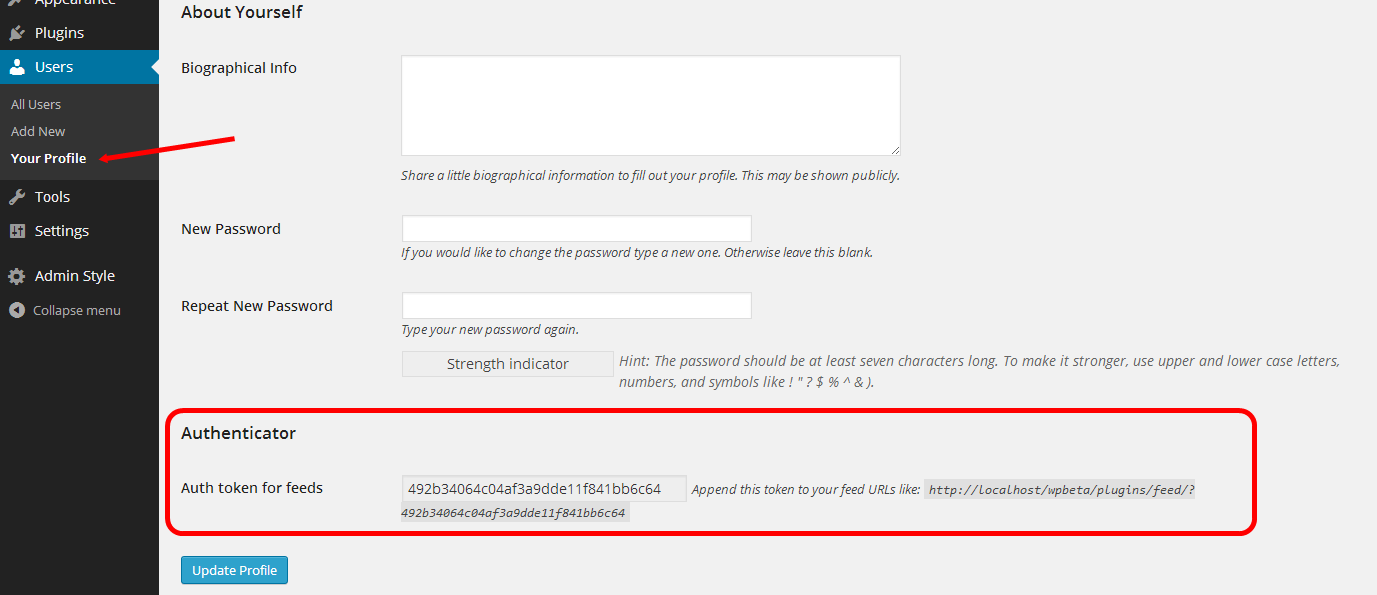 Appearance
Plugins
Users
All Users
Add New
Your Profile
Tools
Settings
Admin Style
Collapse menu
About Yourself
Biographical Info
Share a little biographical information to fill out your profile. This may be shown publicly.
New Password
If you would like to change the password type a new one. Otherwise leave this blank.
Repeat New Password
Type your new password again.
Strength indicator
Hint: The password should be at least seven characters long. To make it stronger, use upper and lower case letters,
numbers, and symbols like ! " ? $ % ^ & ).
Authenticator
Auth token for feeds
492b34064c04af3a9dde11f841bb6c64
Append this token to your feed URLs like: http://localhost/wpbeta/plugins/feed/?
492b34064c04af3a9dde11f841bb6c64
Update Profile